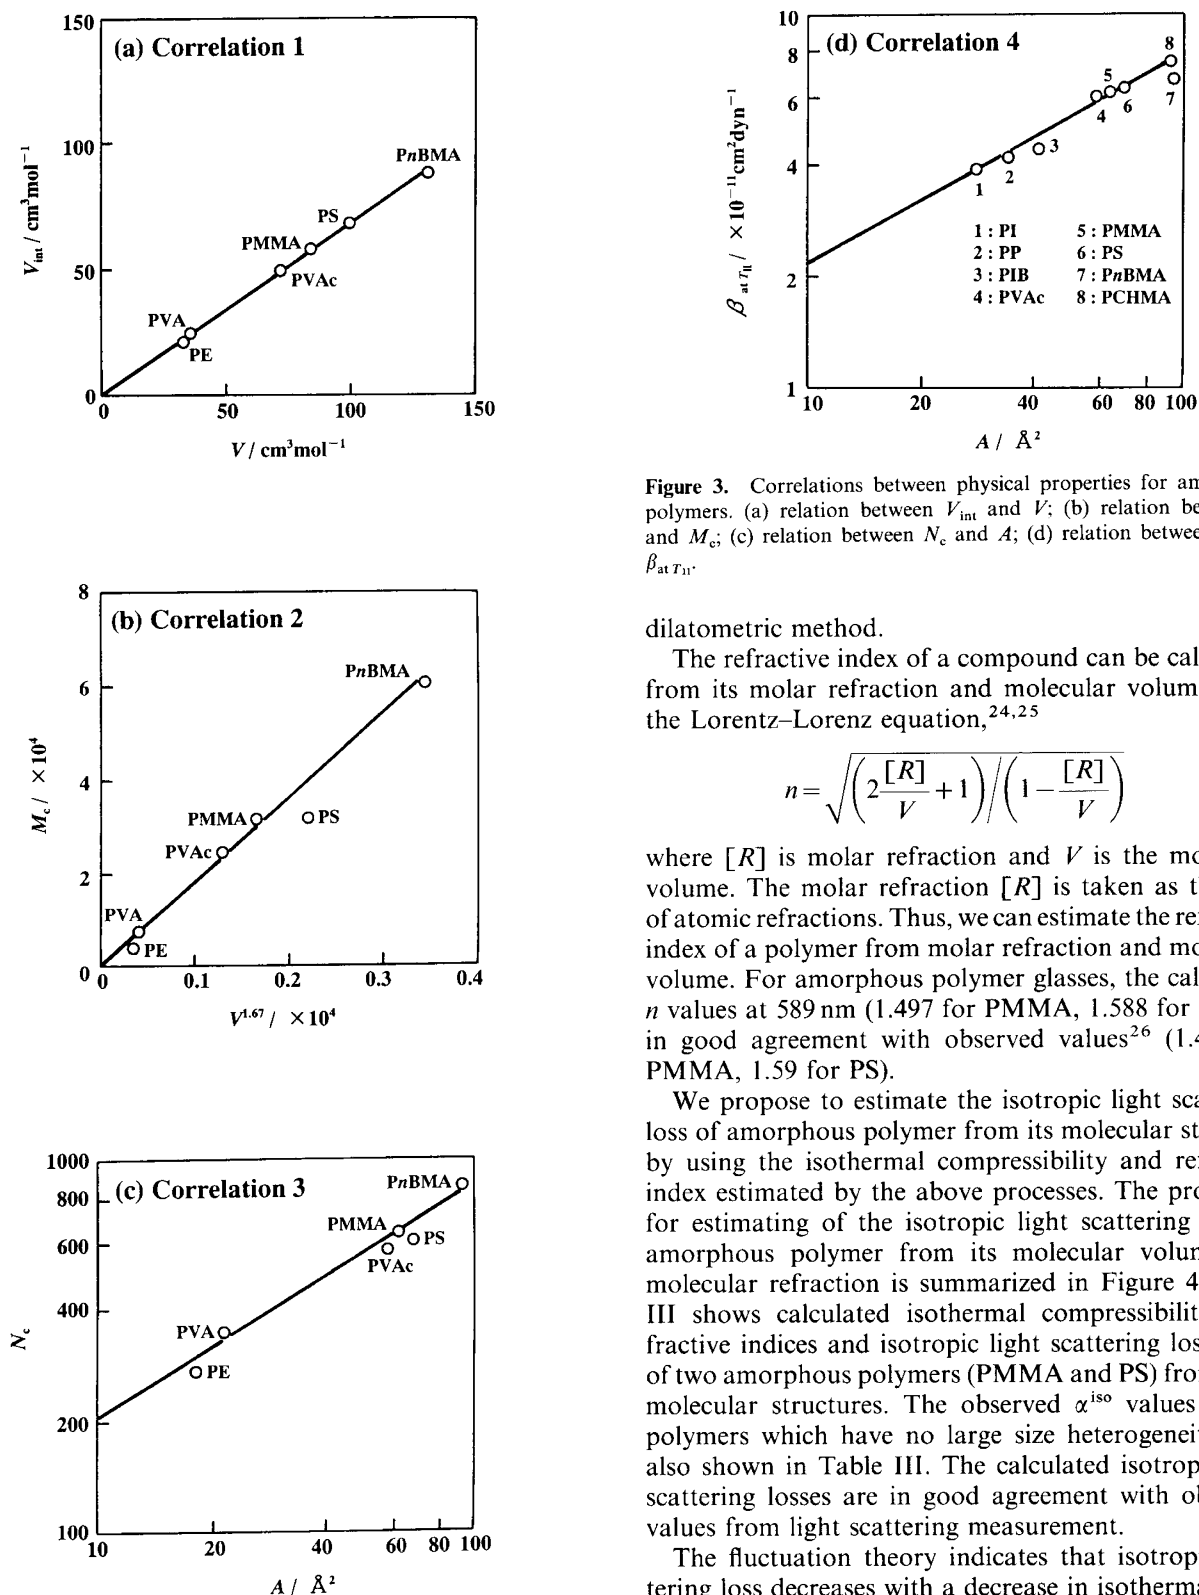 (a) Correlation 1
150
100
50
0
V_int / cm³mol⁻¹
PnBMA
PS
PMMA
PVAc
PVA
PE
0 50 100 150
V / cm³mol⁻¹
(b) Correlation 2
8
6
4
2
0
M_c / ×10⁴
PnBMA
PMMA
PS
PVAc
PVA
PE
0 0.1 0.2 0.3 0.4
V^1.67 / ×10⁴
(c) Correlation 3
1000
800
600
400
200
100
N_c
PnBMA
PMMA
PS
PVAc
PVA
PE
10 20 40 60 80 100
A / Å²
(d) Correlation 4
10
8
6
4
2
1
β_at T_ll / ×10⁻¹¹cm²dyn⁻¹
8
5
7
6
4
3
2
1
1 : PI 5 : PMMA
2 : PP 6 : PS
3 : PIB 7 : PnBMA
4 : PVAc 8 : PCHMA
10 20 40 60 80 100
A / Å²
Figure 3. Correlations between physical properties for am
polymers. (a) relation between V_int and V; (b) relation be
and M_c; (c) relation between N_c and A; (d) relation betwee
β_at T_ll.
dilatometric method.
The refractive index of a compound can be cal
from its molar refraction and molecular volum
the Lorentz–Lorenz equation,²⁴,²⁵
n = √((2[R]/V + 1)/(1 − [R]/V))
where [R] is molar refraction and V is the mo
volume. The molar refraction [R] is taken as t
of atomic refractions. Thus, we can estimate the re
index of a polymer from molar refraction and mo
volume. For amorphous polymer glasses, the cal
n values at 589 nm (1.497 for PMMA, 1.588 for
in good agreement with observed values²⁶ (1.4
PMMA, 1.59 for PS).
We propose to estimate the isotropic light sca
loss of amorphous polymer from its molecular st
by using the isothermal compressibility and re
index estimated by the above processes. The pro
for estimating of the isotropic light scattering
amorphous polymer from its molecular volum
molecular refraction is summarized in Figure 4
III shows calculated isothermal compressibilit
fractive indices and isotropic light scattering los
of two amorphous polymers (PMMA and PS) fro
molecular structures. The observed α^iso values
polymers which have no large size heterogenei
also shown in Table III. The calculated isotrop
scattering losses are in good agreement with ob
values from light scattering measurement.
The fluctuation theory indicates that isotrop
tering loss decreases with a decrease in isotherma